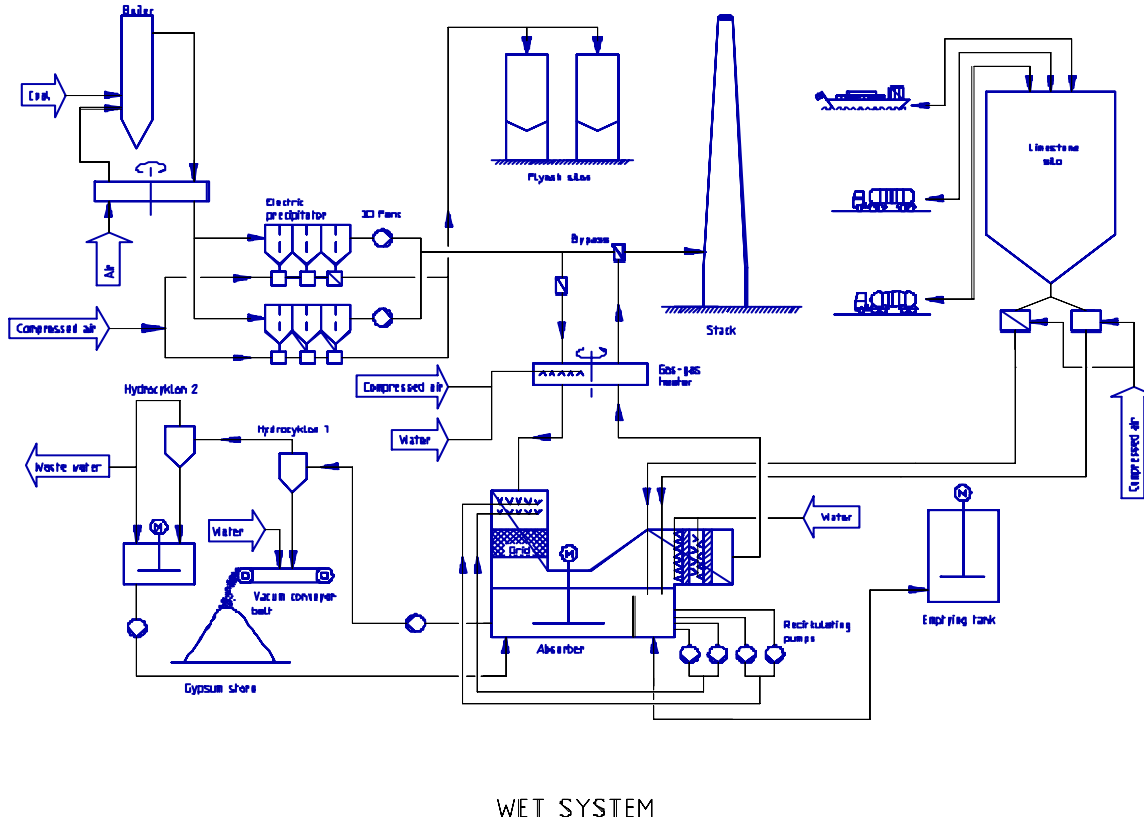 Boiler
Coal
Air
Electric
precipitator
ID Fans
Compressed air
Flyash silos
Bypass
Stack
Limestone
silo
Compressed air
Gas-gas
heater
Compressed air
Water
Hydrocyklon 2
Hydrocyklon 1
Waste water
Water
M
Vacum conveyer
belt
Gypsum store
Grid
M
Absorber
Water
Recirkulating
pumps
Emptying tank
WET SYSTEM